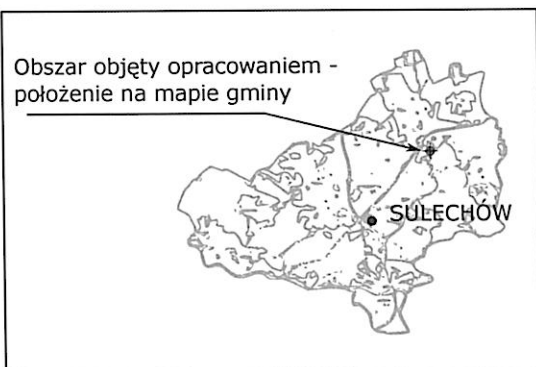 Obszar objęty opracowaniem -
położenie na mapie gminy
SULECHÓW